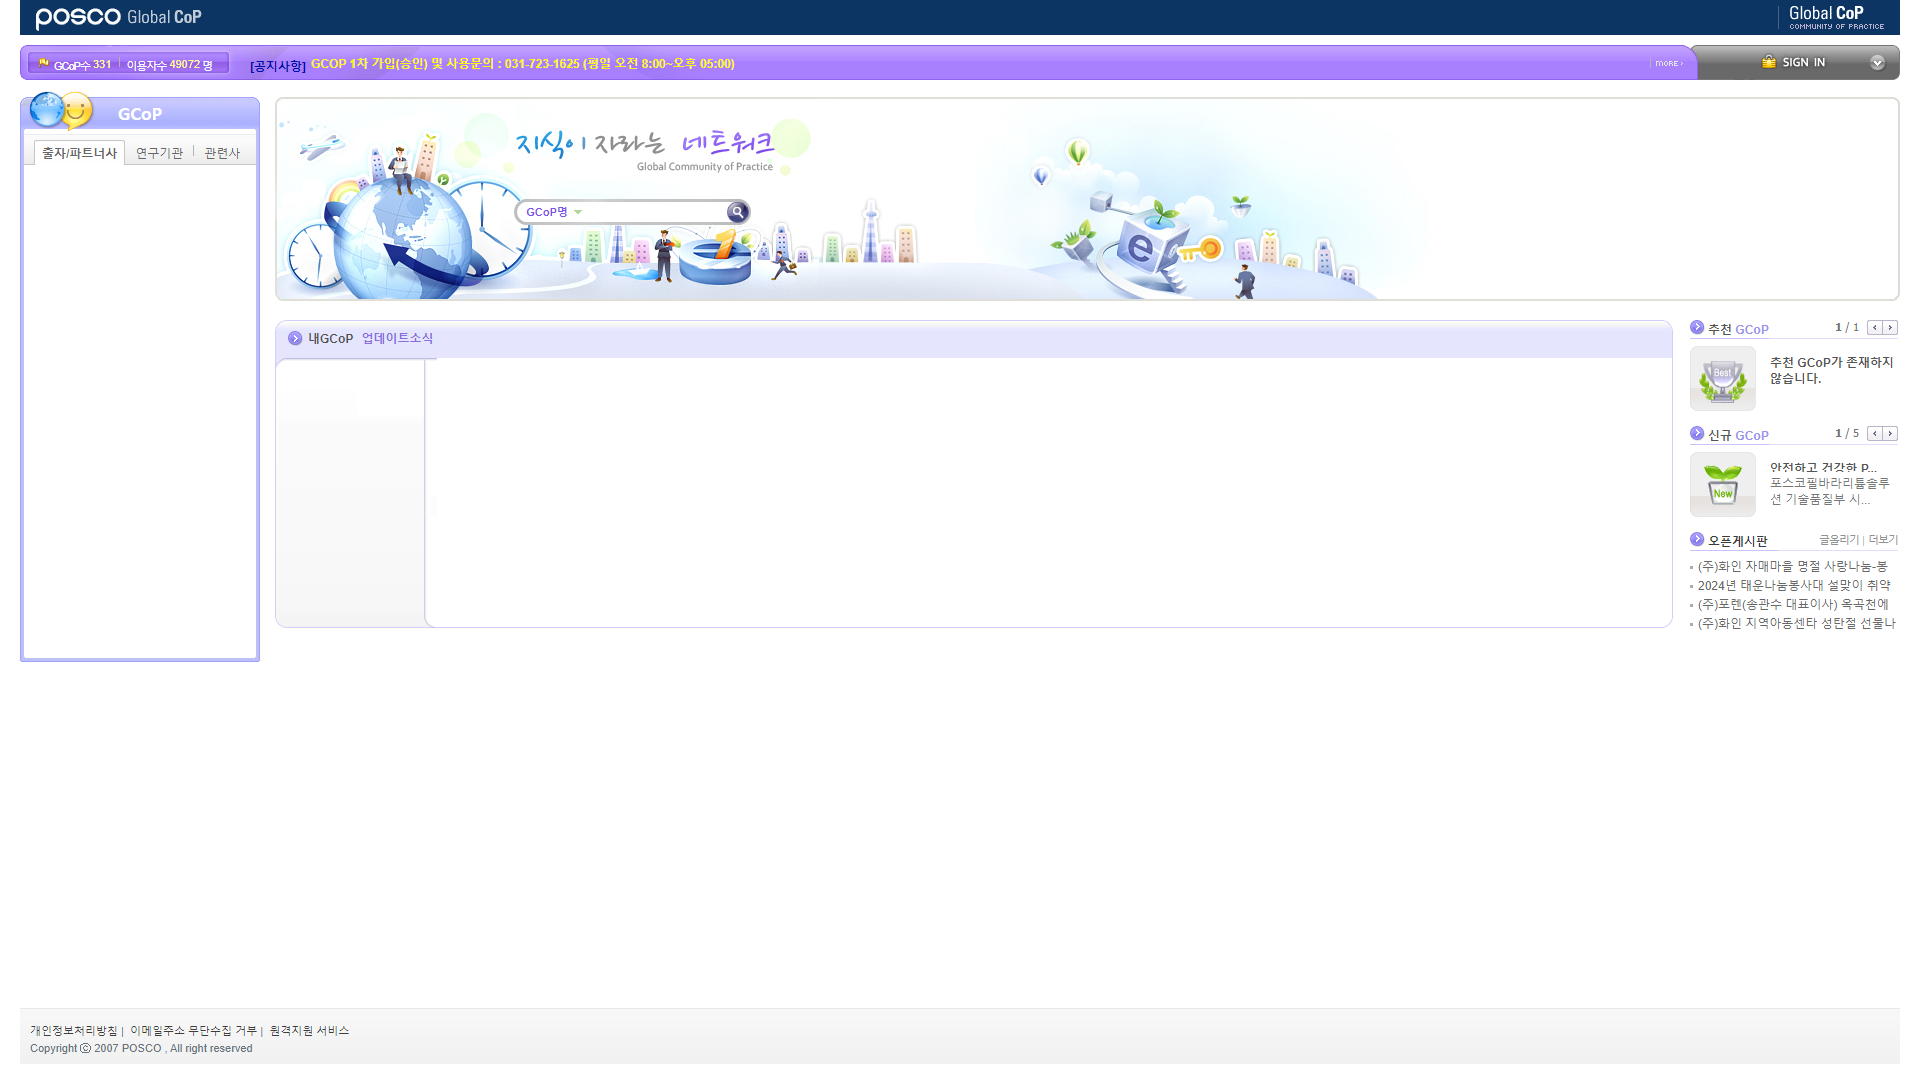 posco Global CoP
Global CoP
COMMUNITY OF PRACTICE
GCoP수 331 이용자수 49072 명
[공지사항] GCOP 1차 가입(승인) 및 사용문의 : 031-723-1625 (평일 오전 8:00~오후 05:00)
MORE
SIGN IN
GCoP
출자/파트너사 연구기관 관련사
지식이 자라는 네트워크
Global Community of Practice
GCoP명
e
내GCoP 업데이트소식
추천 GCoP 1 / 1
Best
추천 GCoP가 존재하지
않습니다.
신규 GCoP 1 / 5
New
안전하고 건강한 P...
포스코필바라리튬솔루
션 기술품질부 시...
오픈게시판 글올리기 | 더보기
(주)화인 자매마을 명절 사랑나눔-봉
2024년 태운나눔봉사대 설맞이 취약
(주)포렌(송관수 대표이사) 옥곡천에
(주)화인 지역아동센타 성탄절 선물나
개인정보처리방침 | 이메일주소 무단수집 거부 | 원격지원 서비스
Copyright ⓒ 2007 POSCO , All right reserved